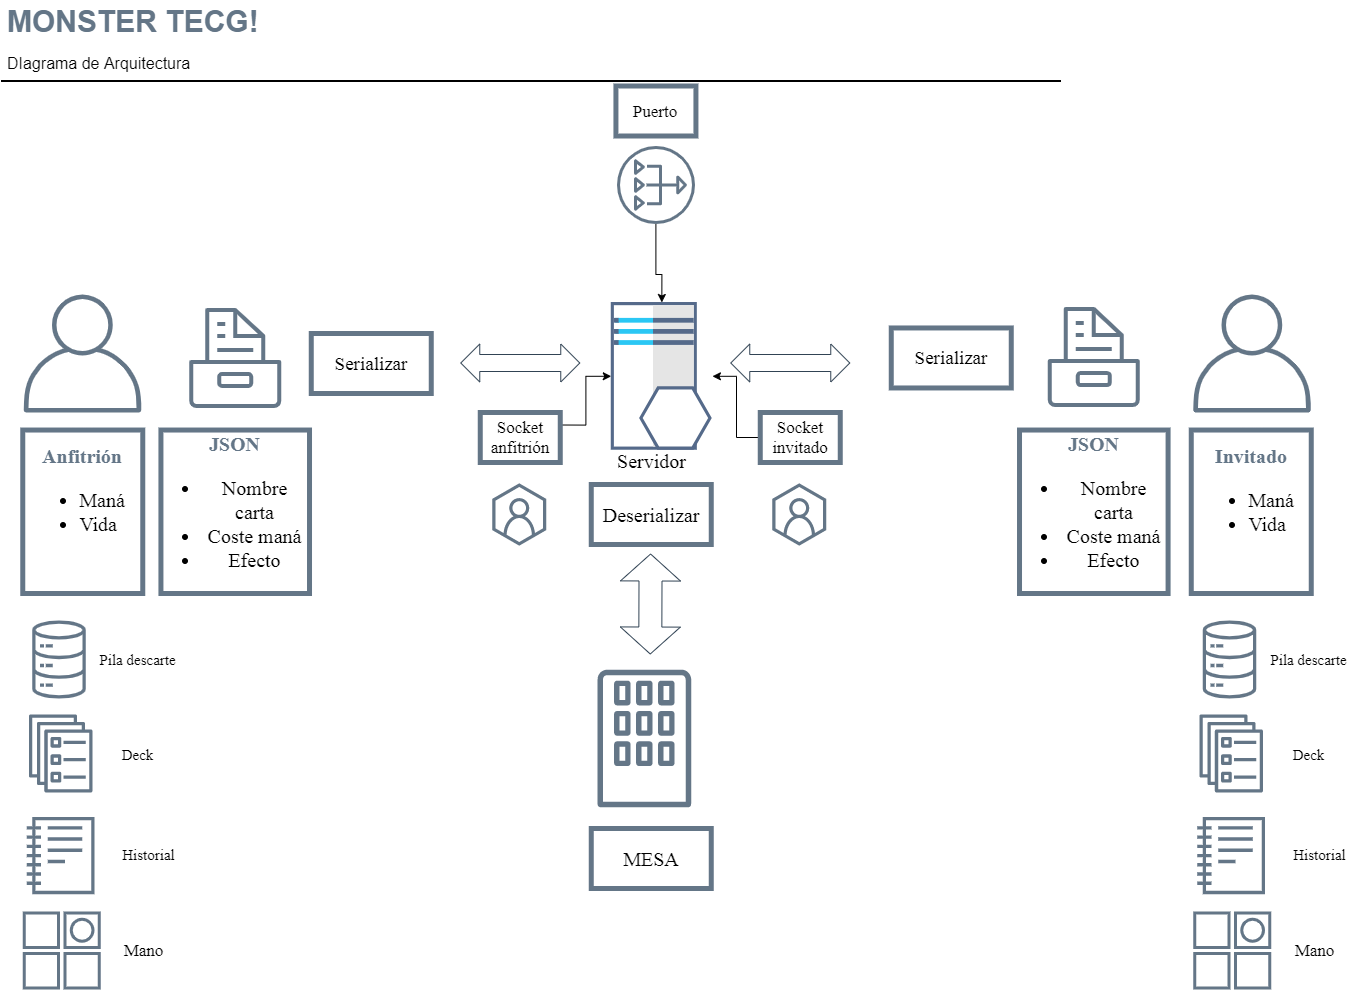 MONSTER TECG!
DIagrama de Arquitectura
Puerto
Serializar
Serializar
Socket
anfitrión
Socket
invitado
Servidor
Deserializar
Anfitrión
• Maná
• Vida
JSON
• Nombre
carta
• Coste maná
• Efecto
JSON
• Nombre
carta
• Coste maná
• Efecto
Invitado
• Maná
• Vida
Pila descarte
Deck
Historial
Mano
MESA
Pila descarte
Deck
Historial
Mano